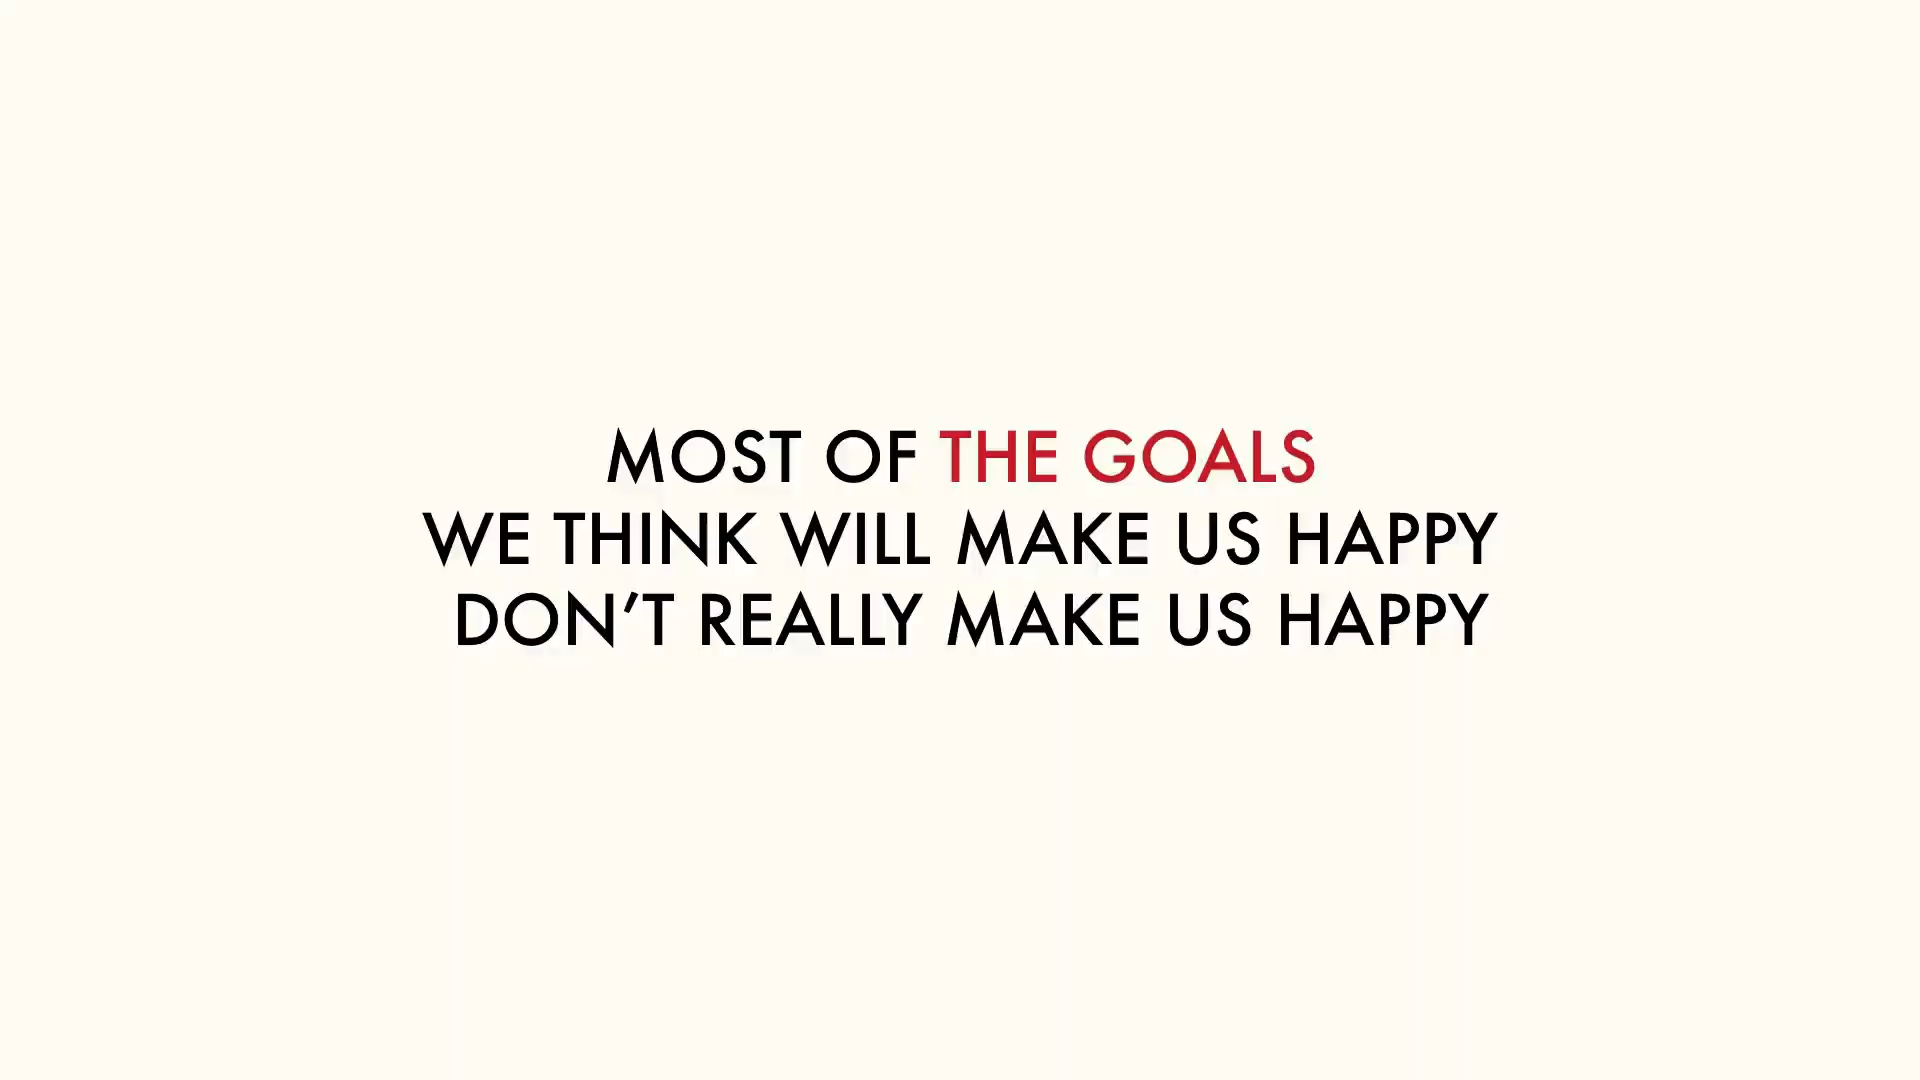 MOST OF THE GOALS
WE THINK WILL MAKE US HAPPY
DON’T REALLY MAKE US HAPPY